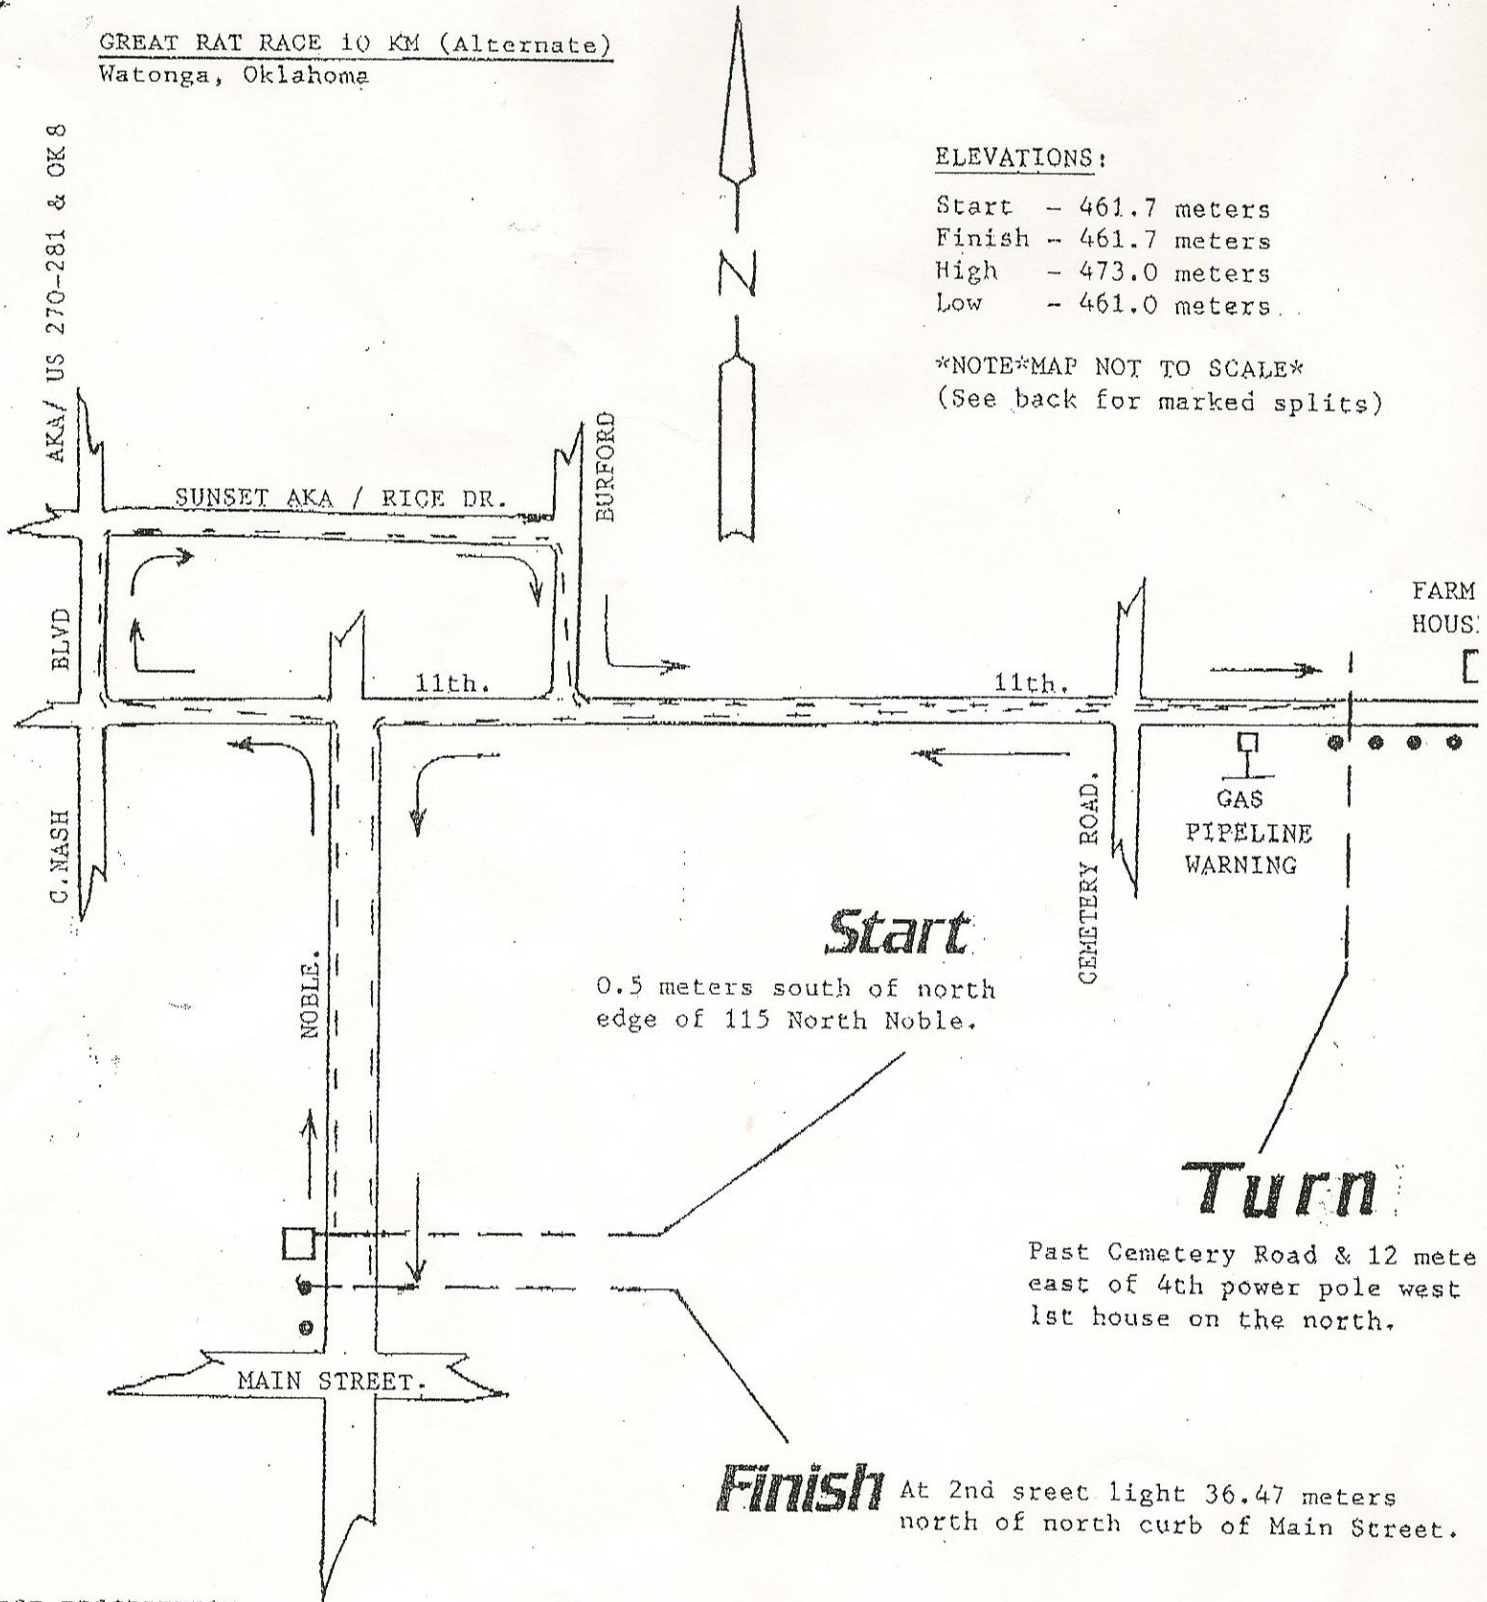 GREAT RAT RACE 10 KM (Alternate)
Watonga, Oklahoma
AKA/ US 270-281 & OK 8
ELEVATIONS:
Start - 461.7 meters
Finish - 461.7 meters
High - 473.0 meters
Low - 461.0 meters
*NOTE*MAP NOT TO SCALE*
(See back for marked splits)
N
SUNSET AKA / RICE DR.
BURFORD
FARM
HOUS
C.NASH BLVD
11th.
11th.
GAS
PIPELINE
WARNING
CEMETERY ROAD.
NOBLE.
Start
0.5 meters south of north
edge of 115 North Noble.
Turn
Past Cemetery Road & 12 mete
east of 4th power pole west
1st house on the north.
MAIN STREET.
Finish
At 2nd sreet light 36.47 meters
north of north curb of Main Street.